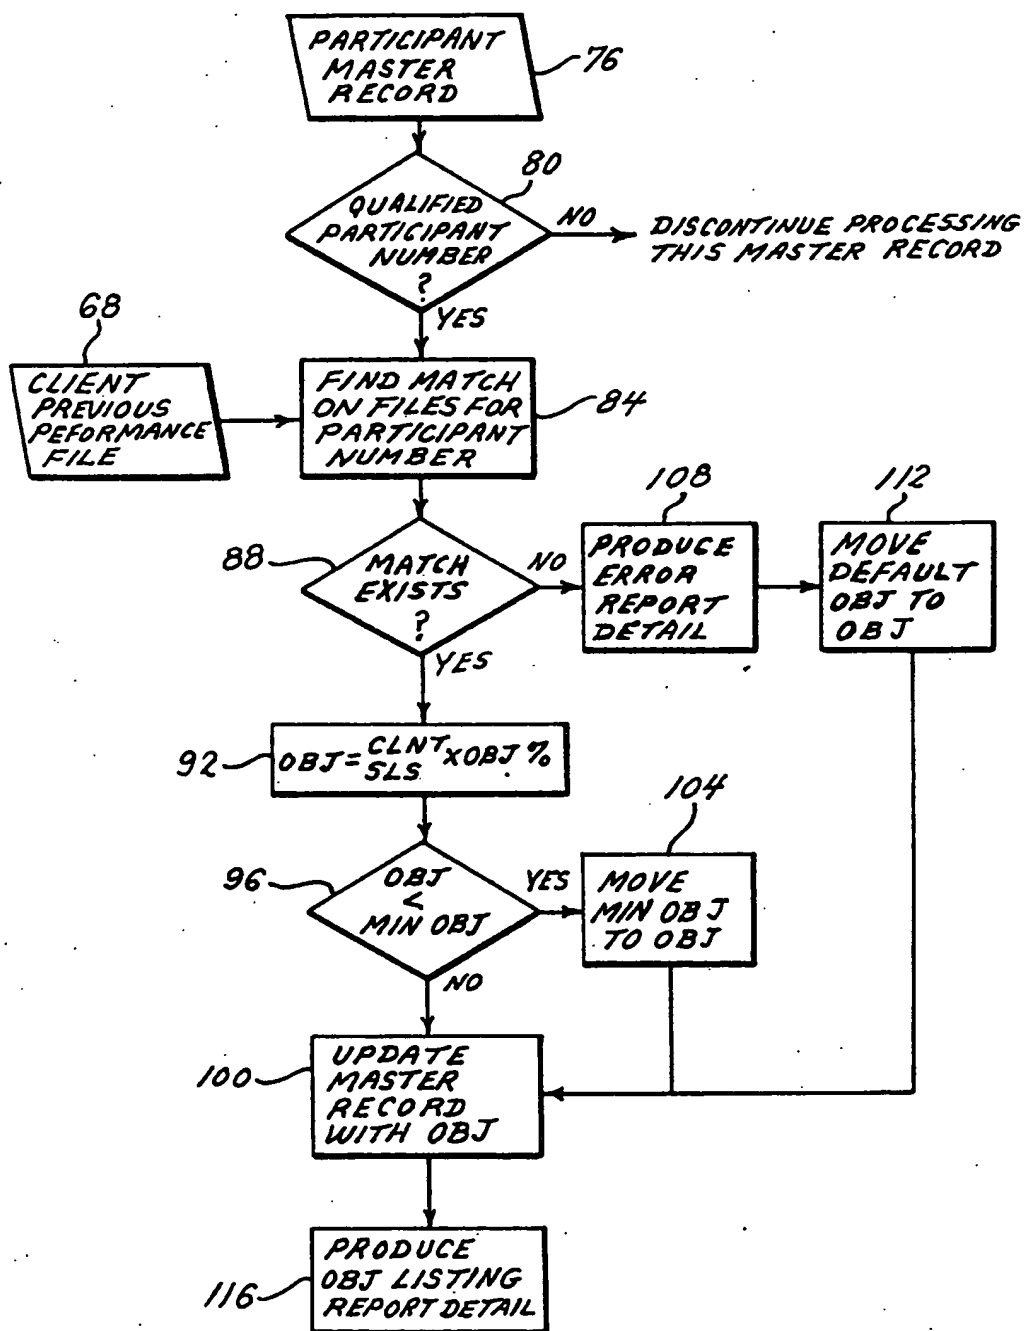 PARTICIPANT
MASTER
RECORD
76
80
QUALIFIED
PARTICIPANT
NUMBER
?
NO
DISCONTINUE PROCESSING
THIS MASTER RECORD
YES
68
CLIENT
PREVIOUS
PEFORMANCE
FILE
FIND MATCH
ON FILES FOR
PARTICIPANT
NUMBER
84
88
MATCH
EXISTS
?
NO
YES
108
PRODUCE
ERROR
REPORT
DETAIL
112
MOVE
DEFAULT
OBJ TO
OBJ
92
OBJ = CLNT SLS X OBJ %
96
OBJ
<
MIN OBJ
YES
NO
104
MOVE
MIN OBJ
TO OBJ
100
UPDATE
MASTER
RECORD
WITH OBJ
116
PRODUCE
OBJ LISTING
REPORT DETAIL